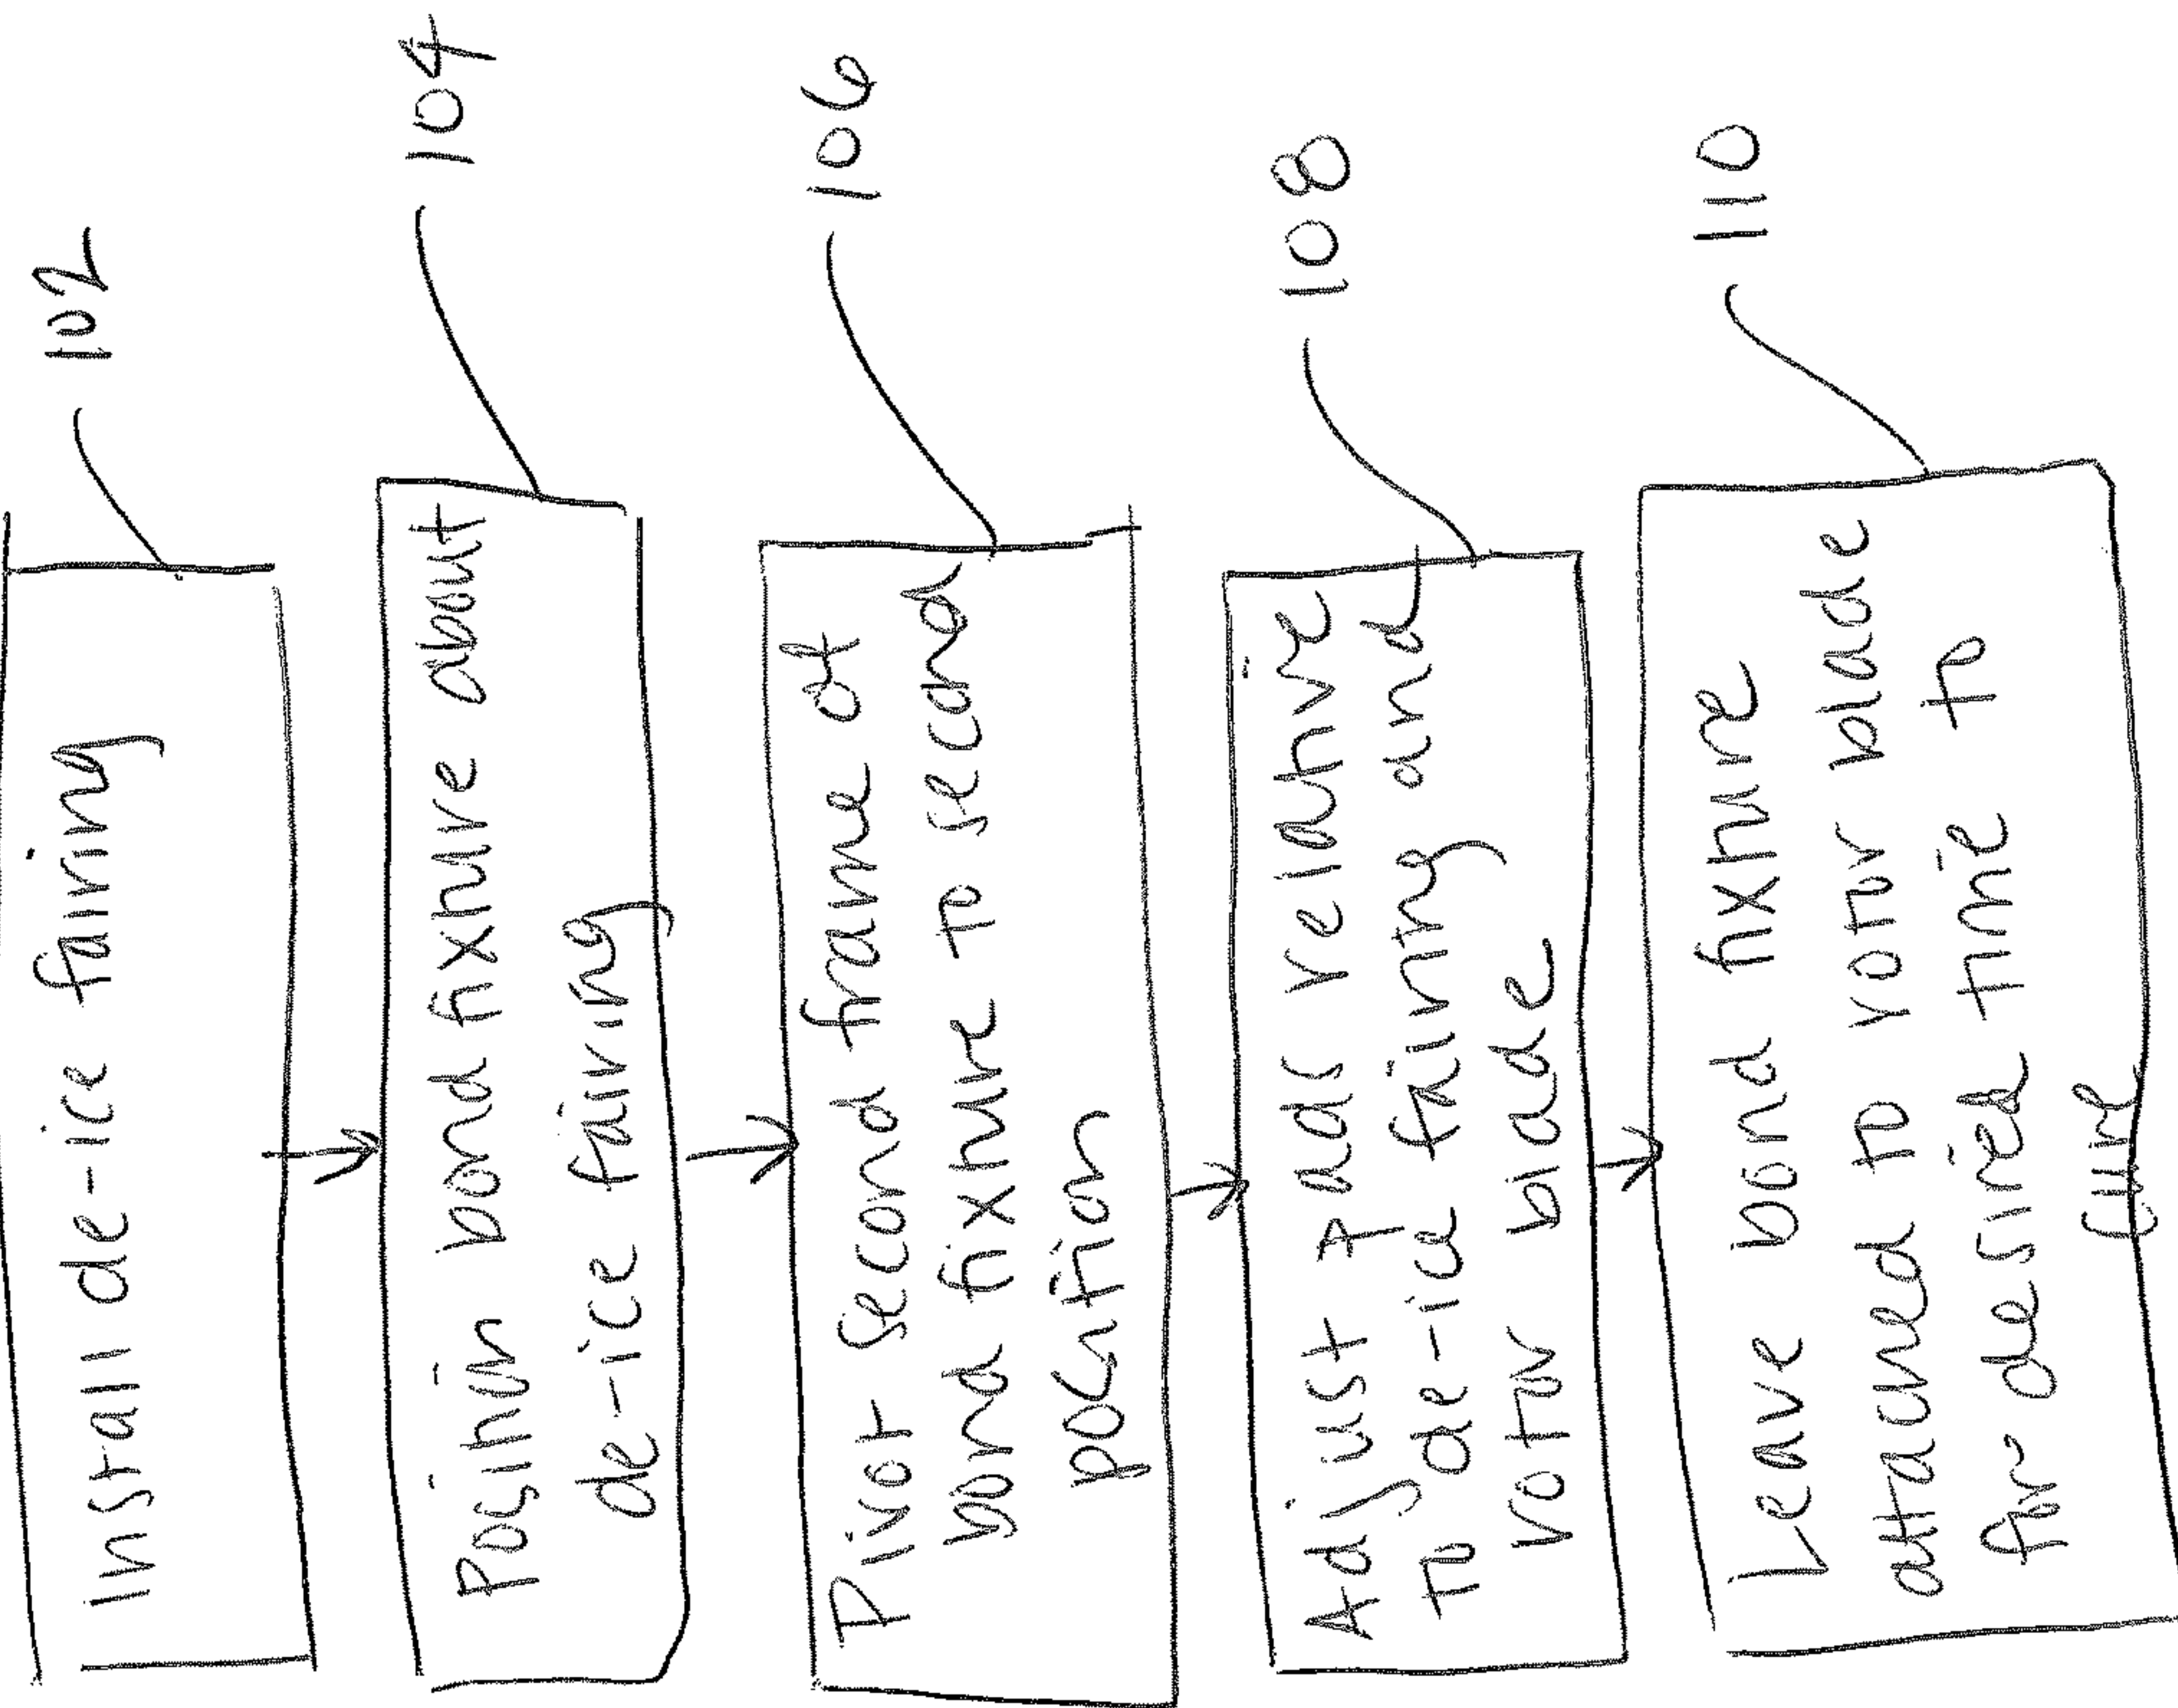 Install de-ice fairing
102
Position bond fixture about
de-ice fairing
104
Pivot second frame of
bond fixture to second
position
106
Adjust pads relative
to de-ice fairing and
rotor blade
108
Leave bond fixture
attached to rotor blade
for desired time to
cure
110